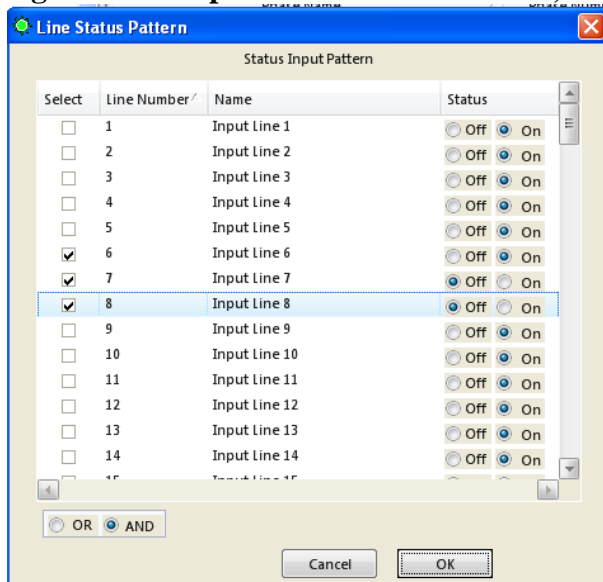 Line Status Pattern
Status Input Pattern
Select Line Number Name Status
1 Input Line 1 Off On
2 Input Line 2 Off On
3 Input Line 3 Off On
4 Input Line 4 Off On
5 Input Line 5 Off On
6 Input Line 6 Off On
7 Input Line 7 Off On
8 Input Line 8 Off On
9 Input Line 9 Off On
10 Input Line 10 Off On
11 Input Line 11 Off On
12 Input Line 12 Off On
13 Input Line 13 Off On
14 Input Line 14 Off On
15 Input Line 15
OR AND
Cancel OK